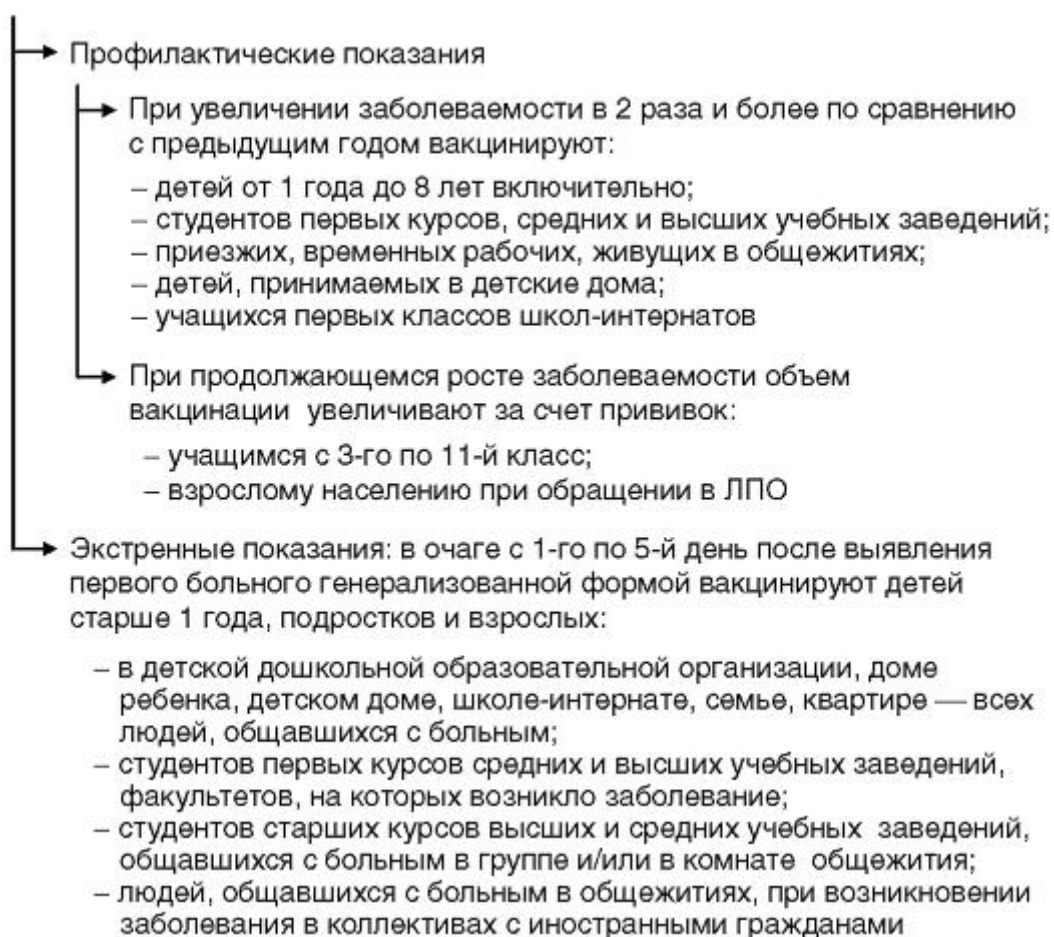 Профилактические показания
При увеличении заболеваемости в 2 раза и более по сравнению
с предыдущим годом вакцинируют:
– детей от 1 года до 8 лет включительно;
– студентов первых курсов, средних и высших учебных заведений;
– приезжих, временных рабочих, живущих в общежитиях;
– детей, принимаемых в детские дома;
– учащихся первых классов школ-интернатов
При продолжающемся росте заболеваемости объем
вакцинации увеличивают за счет прививок:
– учащимся с 3-го по 11-й класс;
– взрослому населению при обращении в ЛПО
Экстренные показания: в очаге с 1-го по 5-й день после выявления
первого больного генерализованной формой вакцинируют детей
старше 1 года, подростков и взрослых:
– в детской дошкольной образовательной организации, доме
ребенка, детском доме, школе-интернате, семье, квартире — всех
людей, общавшихся с больным;
– студентов первых курсов средних и высших учебных заведений,
факультетов, на которых возникло заболевание;
– студентов старших курсов высших и средних учебных заведений,
общавшихся с больным в группе и/или в комнате общежития;
– людей, общавшихся с больным в общежитиях, при возникновении
заболевания в коллективах с иностранными гражданами